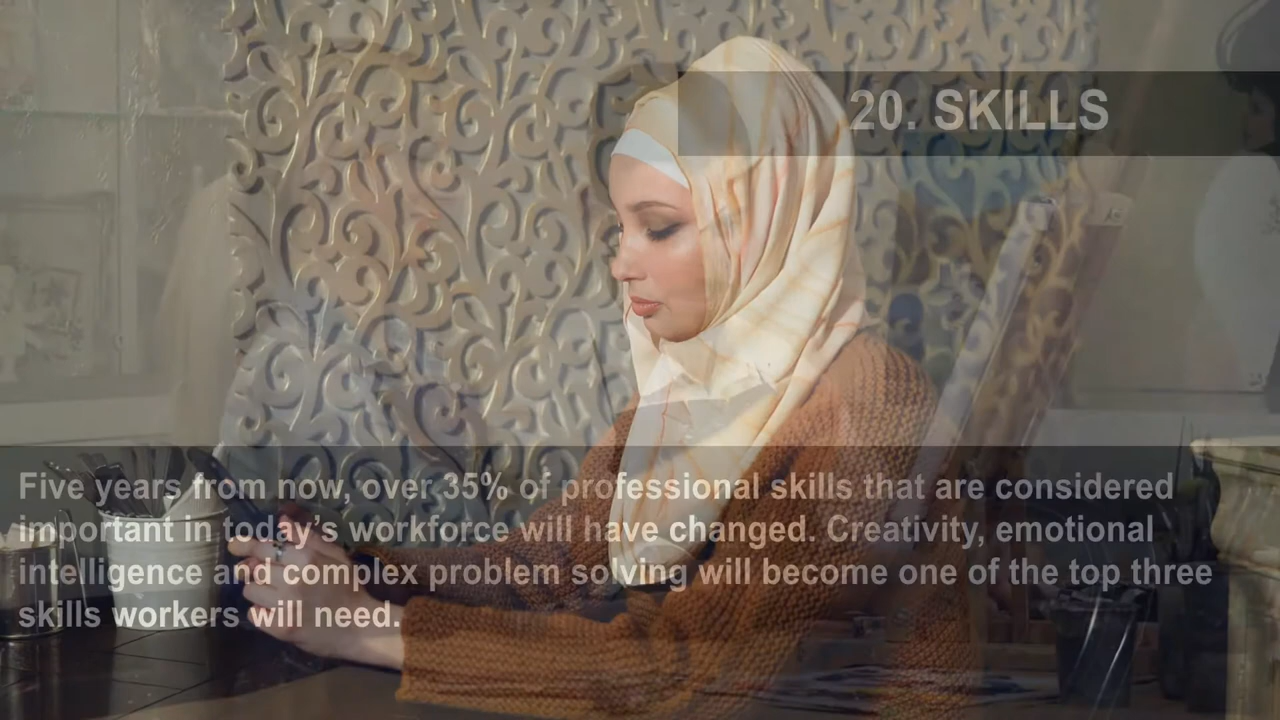 20. SKILLS
Five years from now, over 35% of professional skills that are considered
important in today’s workforce will have changed. Creativity, emotional
intelligence and complex problem solving will become one of the top three
skills workers will need.